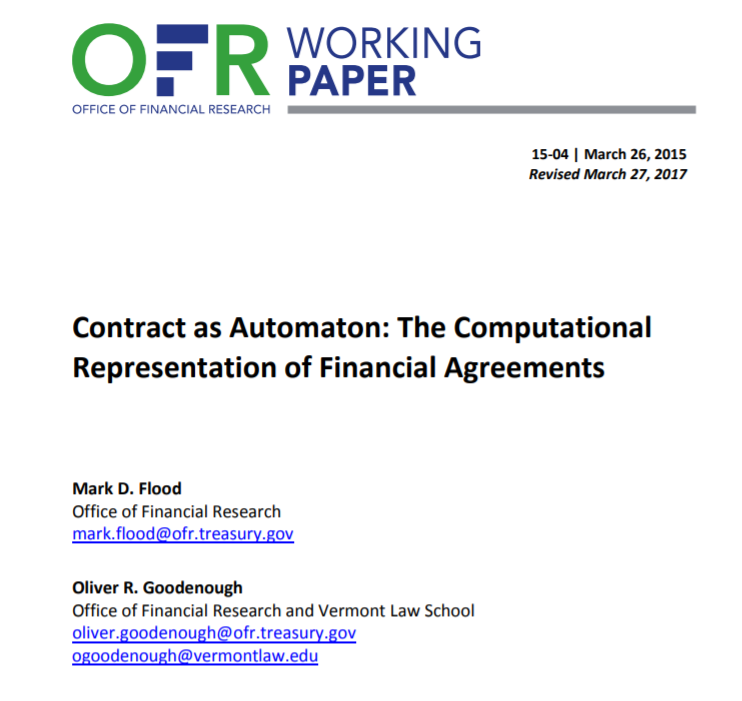 OFR WORKING
PAPER
OFFICE OF FINANCIAL RESEARCH
15-04 | March 26, 2015
Revised March 27, 2017
Contract as Automaton: The Computational
Representation of Financial Agreements
Mark D. Flood
Office of Financial Research
mark.flood@ofr.treasury.gov
Oliver R. Goodenough
Office of Financial Research and Vermont Law School
oliver.goodenough@ofr.treasury.gov
ogoodenough@vermontlaw.edu